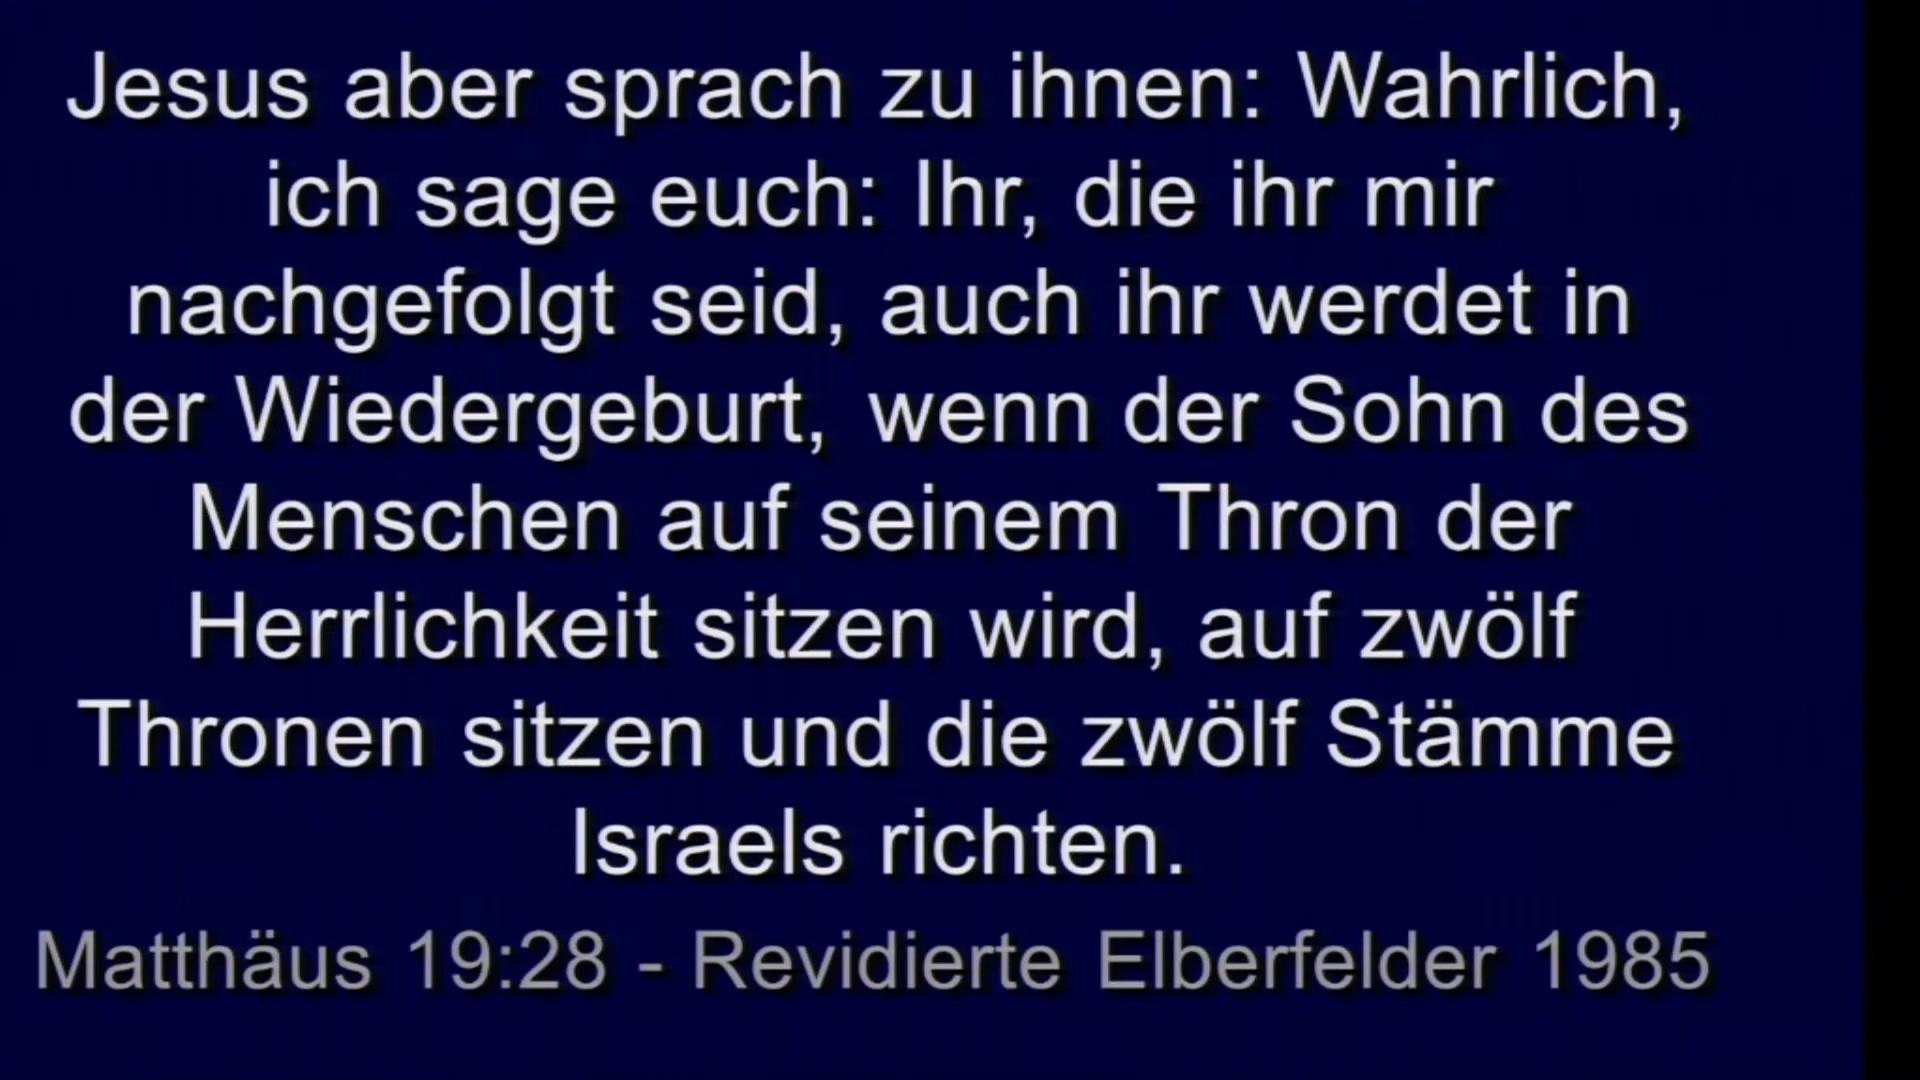 Jesus aber sprach zu ihnen: Wahrlich,
ich sage euch: Ihr, die ihr mir
nachgefolgt seid, auch ihr werdet in
der Wiedergeburt, wenn der Sohn des
Menschen auf seinem Thron der
Herrlichkeit sitzen wird, auf zwölf
Thronen sitzen und die zwölf Stämme
Israels richten.
Matthäus 19:28 - Revidierte Elberfelder 1985